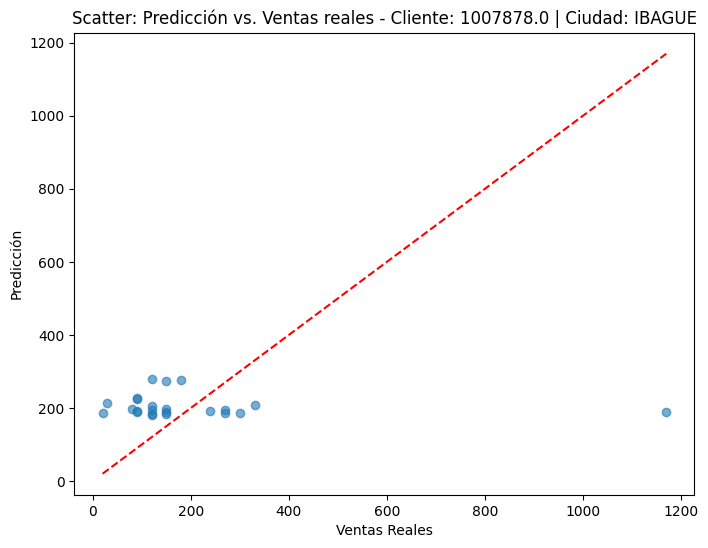 Scatter: Predicción vs. Ventas reales - Cliente: 1007878.0 | Ciudad: IBAGUE
1200
1000
800
600
400
200
0
Predicción
0 200 400 600 800 1000 1200
Ventas Reales